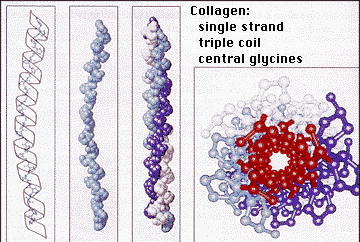 Collagen:
single strand
triple coil
central glycines